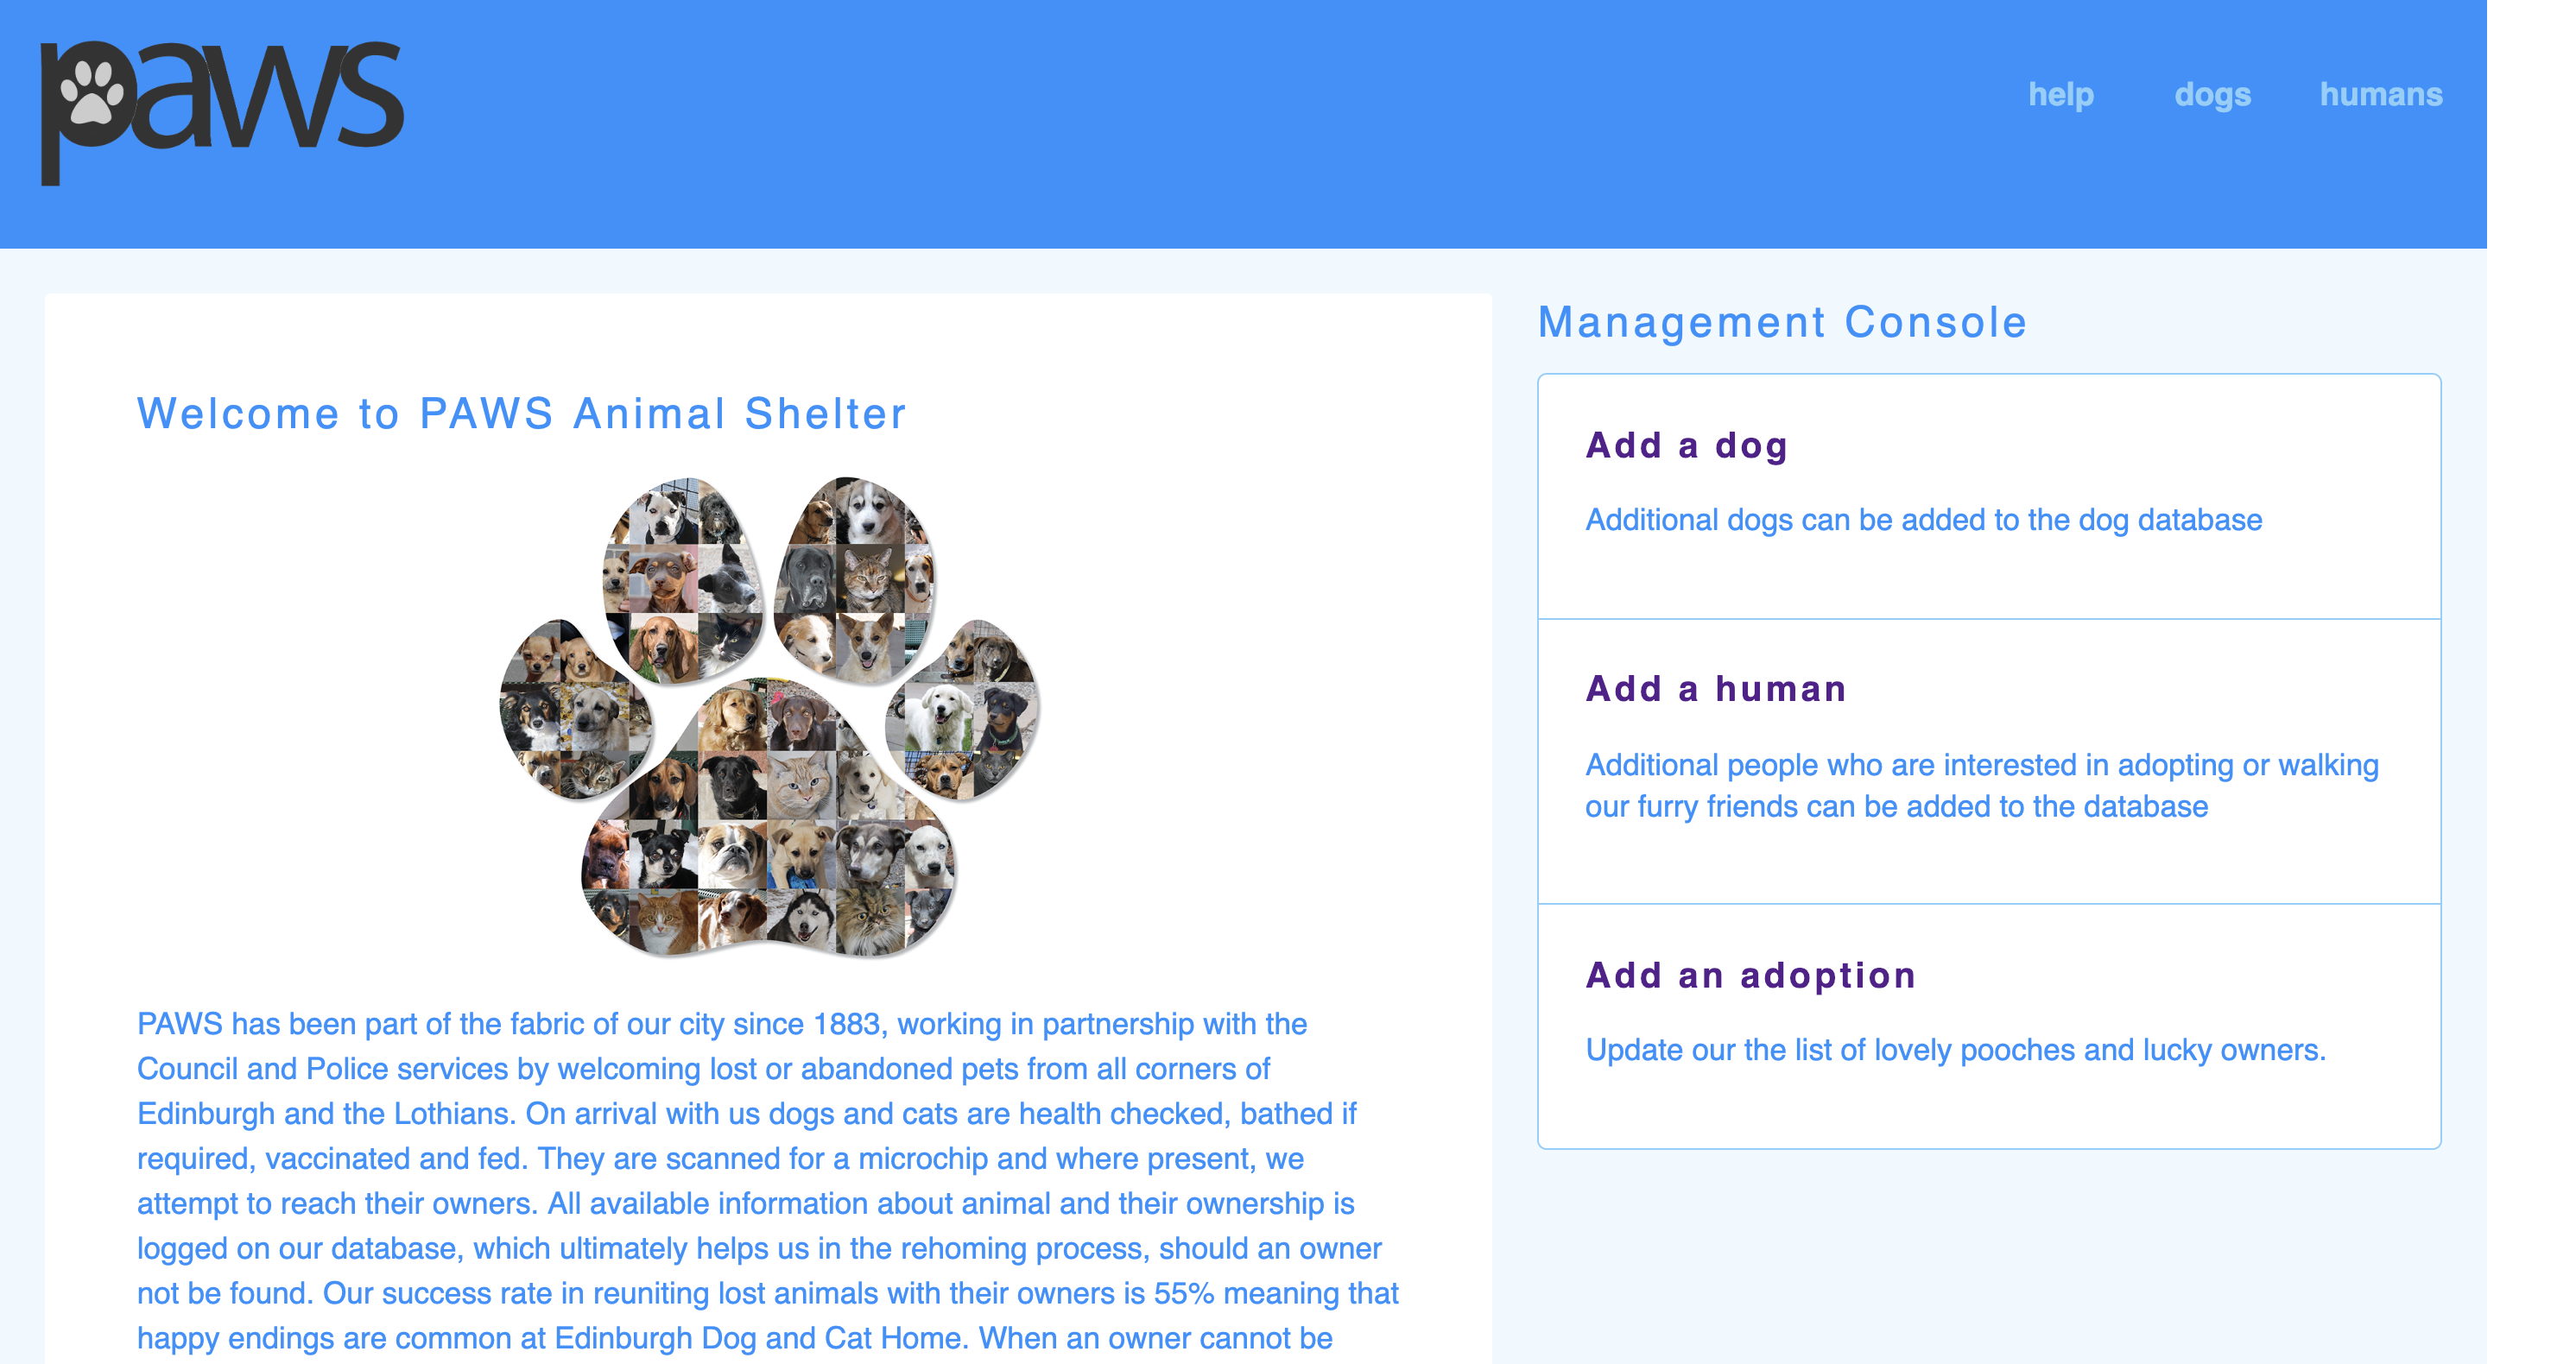 paws
help dogs humans
Welcome to PAWS Animal Shelter
PAWS has been part of the fabric of our city since 1883, working in partnership with the
Council and Police services by welcoming lost or abandoned pets from all corners of
Edinburgh and the Lothians. On arrival with us dogs and cats are health checked, bathed if
required, vaccinated and fed. They are scanned for a microchip and where present, we
attempt to reach their owners. All available information about animal and their ownership is
logged on our database, which ultimately helps us in the rehoming process, should an owner
not be found. Our success rate in reuniting lost animals with their owners is 55% meaning that
happy endings are common at Edinburgh Dog and Cat Home. When an owner cannot be
Management Console
Add a dog
Additional dogs can be added to the dog database
Add a human
Additional people who are interested in adopting or walking
our furry friends can be added to the database
Add an adoption
Update our the list of lovely pooches and lucky owners.